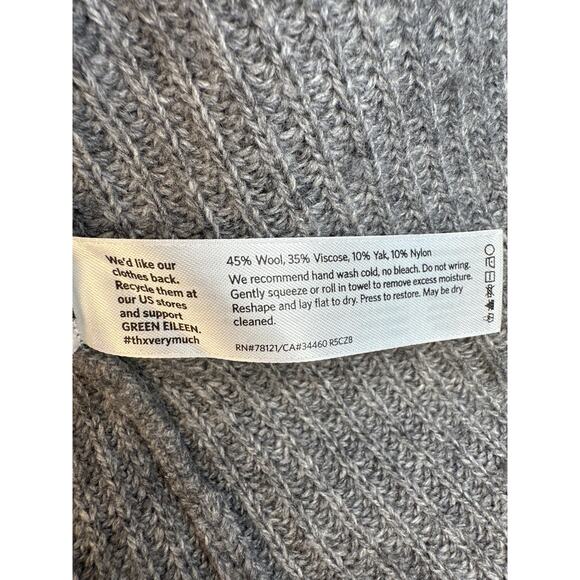 We'd like our
clothes back.
Recycle them at
our US stores
and support
GREEN EILEEN.
#thxverymuch
45% Wool, 35% Viscose, 10% Yak, 10% Nylon
We recommend hand wash cold, no bleach. Do not wring.
Gently squeeze or roll in towel to remove excess moisture.
Reshape and lay flat to dry. Press to restore. May be dry
cleaned.
RN#78121/CA#34460 R5CZB